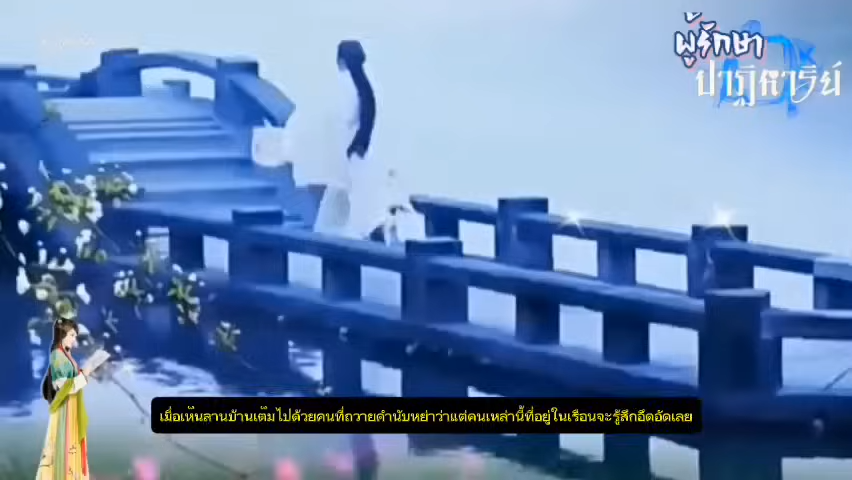 ผู้รักษา
ปาฏิหาริย์
เมื่อเห็นลานบ้านเต็มไปด้วยคนที่ถวายคำนับหย่าว่าแต่คนเหล่านี้ที่อยู่ในเรือนจะรู้สึกอึดอัดเลย